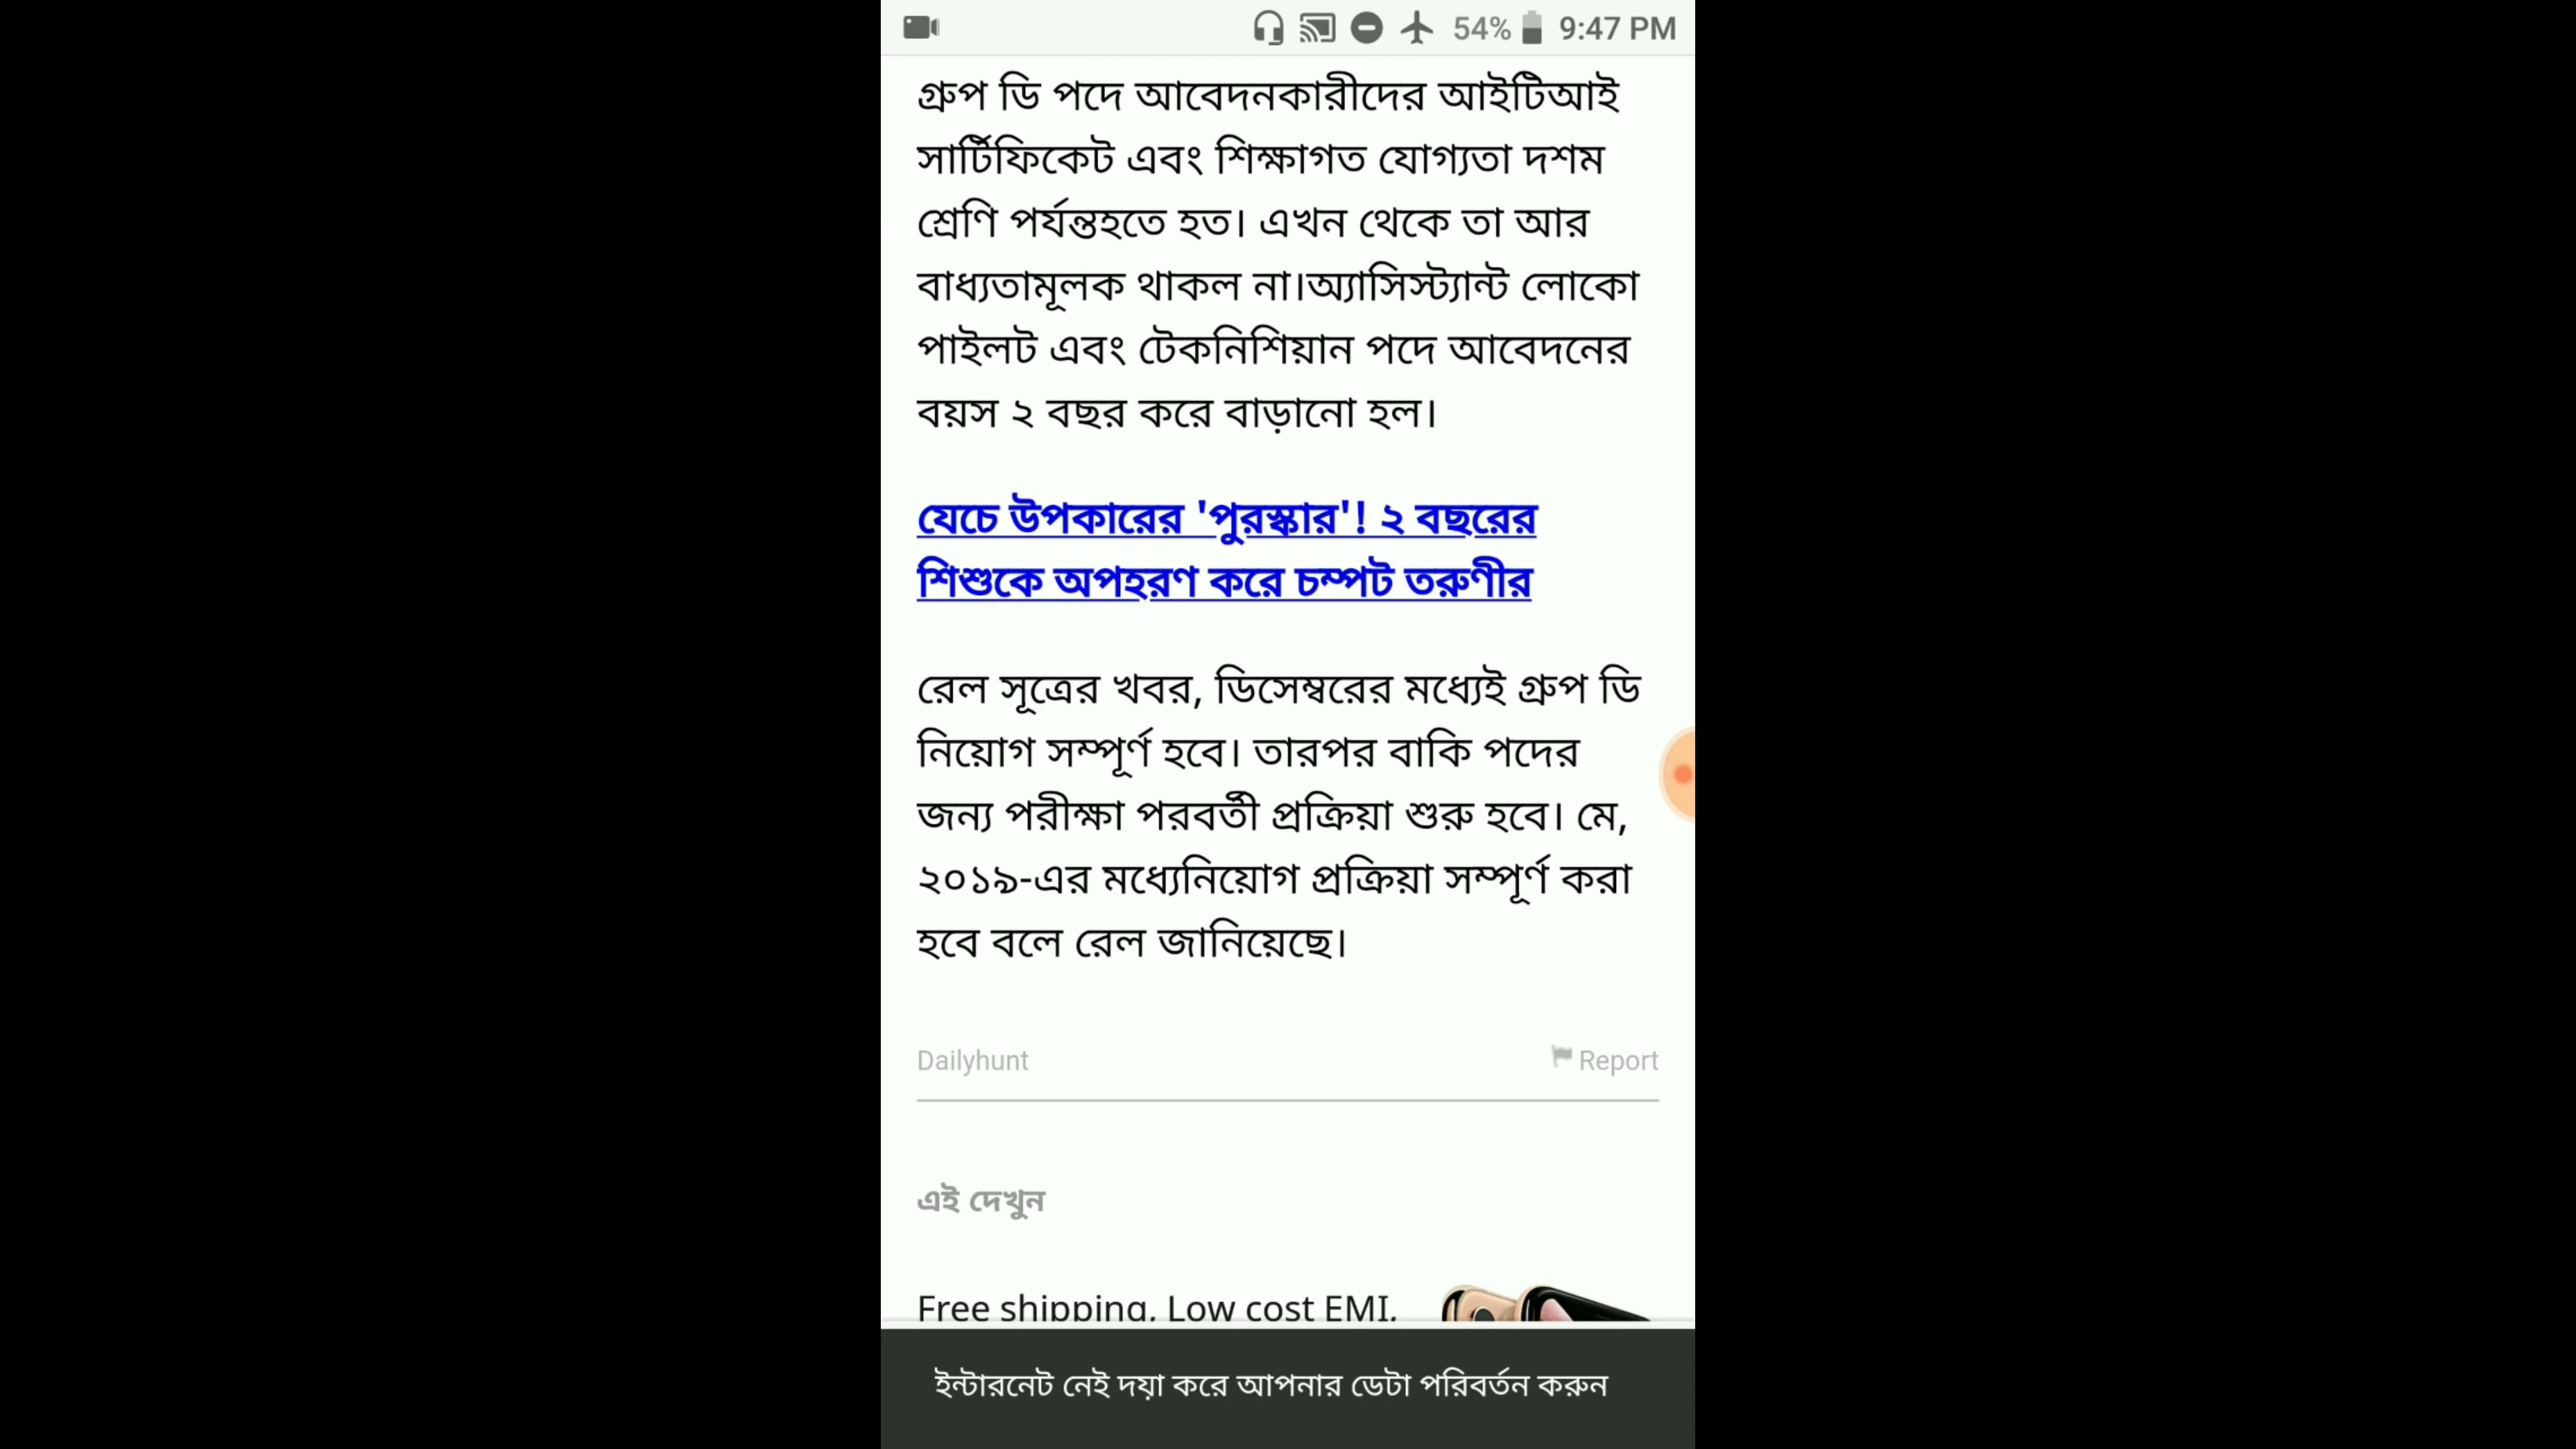 54% 9:47 PM
গ্রুপ ডি পদে আবেদনকারীদের আইটিআই
সার্টিফিকেট এবং শিক্ষাগত যোগ্যতা দশম
শ্রেণি পর্যন্তহতে হত। এখন থেকে তা আর
বাধ্যতামূলক থাকল না।অ্যাসিস্ট্যান্ট লোকো
পাইলট এবং টেকনিশিয়ান পদে আবেদনের
বয়স ২ বছর করে বাড়ানো হল।
যেচে উপকারের 'পুরস্কার'! ২ বছরের
শিশুকে অপহরণ করে চম্পট তরুণীর
রেল সূত্রের খবর, ডিসেম্বরের মধ্যেই গ্রুপ ডি
নিয়োগ সম্পূর্ণ হবে। তারপর বাকি পদের
জন্য পরীক্ষা পরবর্তী প্রক্রিয়া শুরু হবে। মে,
২০১৯-এর মধ্যেনিয়োগ প্রক্রিয়া সম্পূর্ণ করা
হবে বলে রেল জানিয়েছে।
Dailyhunt Report
এই দেখুন
Free shipping, Low cost EMI,
ইন্টারনেট নেই দয়া করে আপনার ডেটা পরিবর্তন করুন